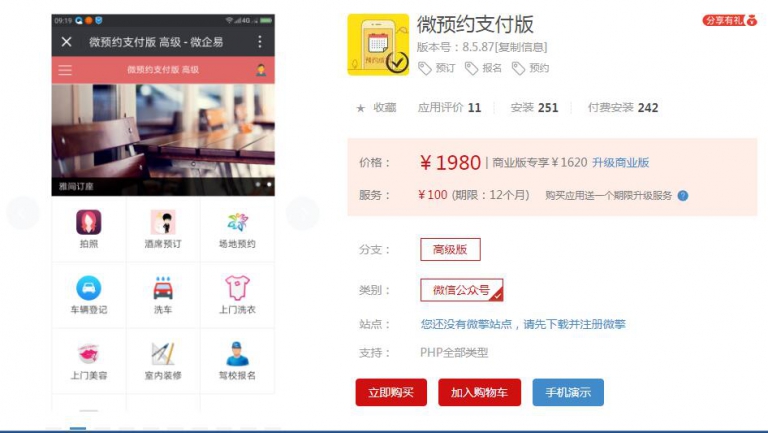 09:19
4G
微预约支付版 高级 - 微企易
微预约支付版 高级
雅间订座
拍照
酒席预订
场地预约
车辆登记
洗车
上门洗衣
上门美容
室内装修
驾校报名
微预约支付版
分享有礼
版本号：8.5.87[复制信息]
预订 报名 预约
收藏 应用评价 11 安装 251 付费安装 242
价格： ￥1980 | 商业版专享￥1620 升级商业版
服务： ￥100 (期限：12个月) 购买应用送一个期限升级服务 ?
分支： 高级版
类别： 微信公众号
站点： 您还没有微擎站点，请先下载并注册微擎
支持： PHP全部类型
立即购买 加入购物车 手机演示